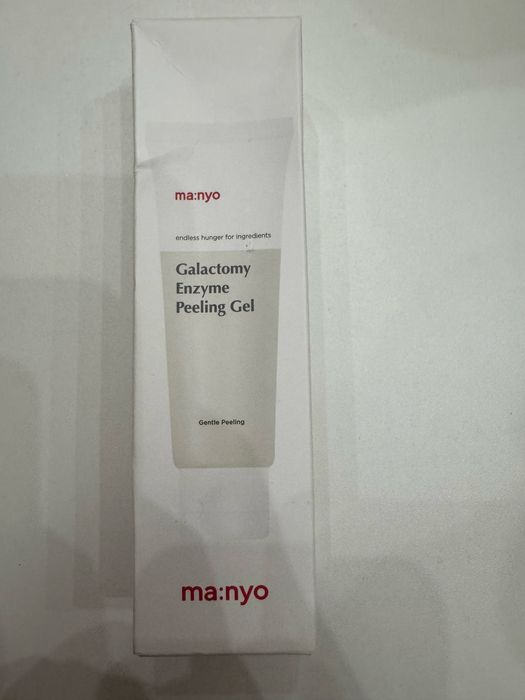 ma:nyo
endless hunger for ingredients
Galactomy
Enzyme
Peeling Gel
Gentle Peeling
ma:nyo